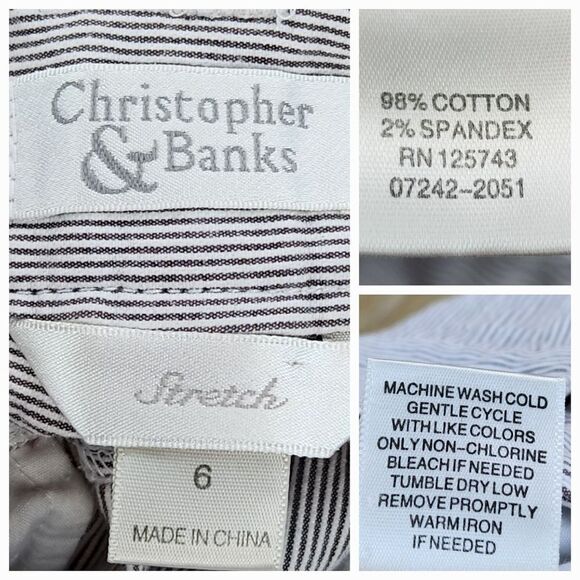 Christopher
& Banks
Stretch
6
MADE IN CHINA
98% COTTON
2% SPANDEX
RN 125743
07242-2051
MACHINE WASH COLD
GENTLE CYCLE
WITH LIKE COLORS
ONLY NON-CHLORINE
BLEACH IF NEEDED
TUMBLE DRY LOW
REMOVE PROMPTLY
WARM IRON
IF NEEDED